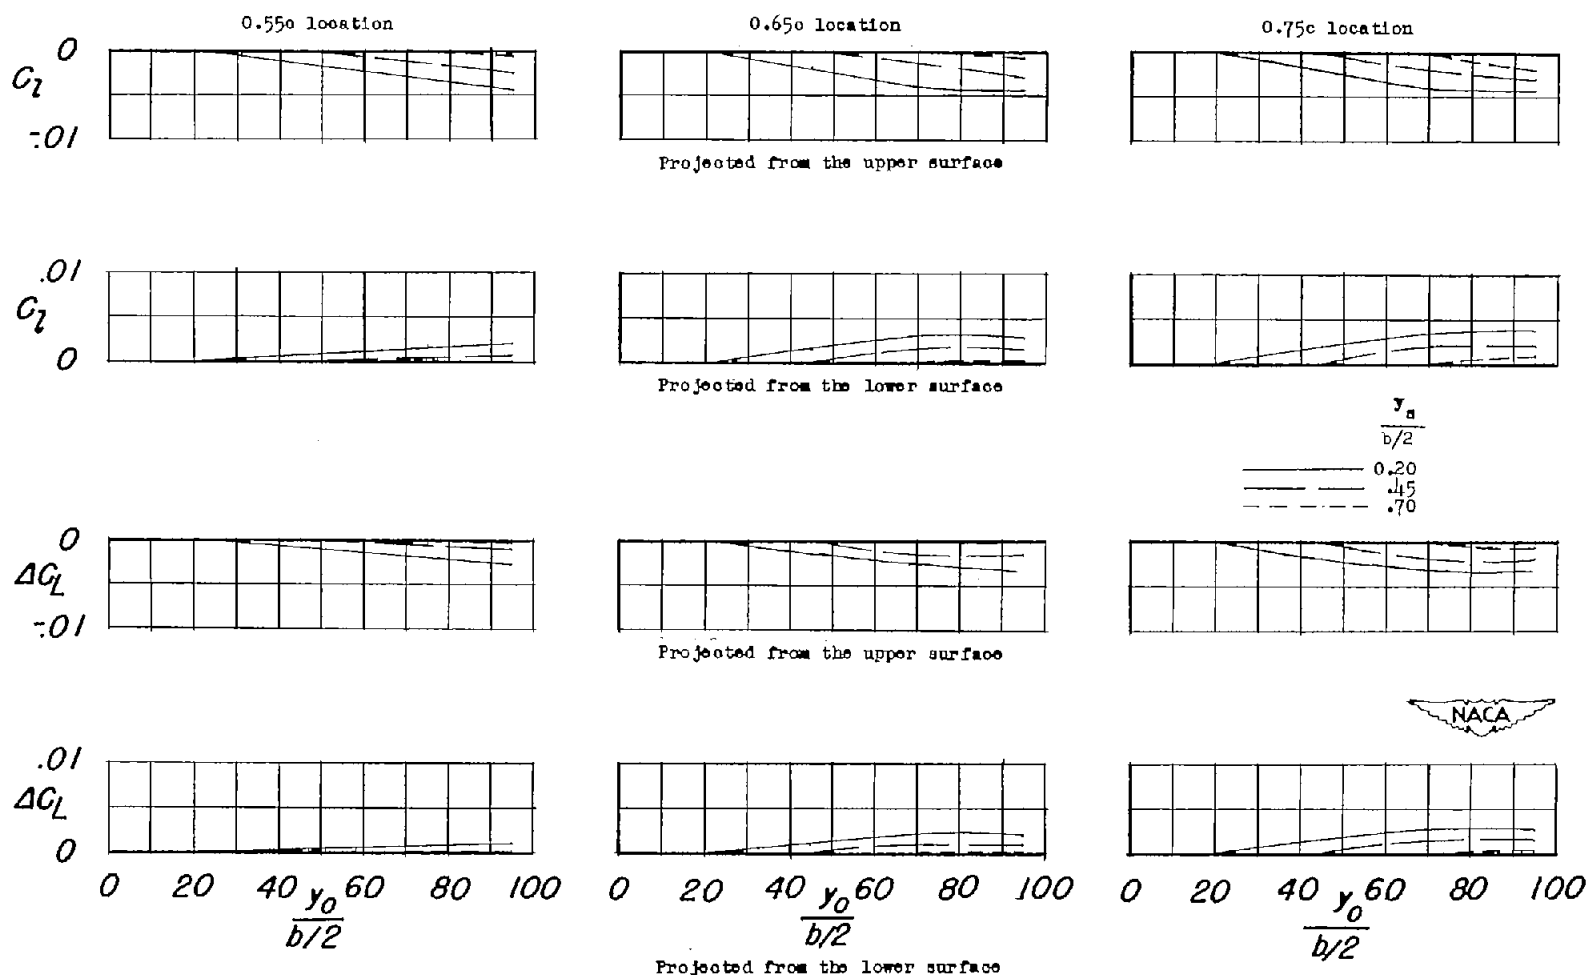 0.55c location
0.65c location
0.75c location
0
C_l
-.01
Projected from the upper surface
.01
C_l
0
Projected from the lower surface
y_s
b/2
0.20
.45
.70
0
ΔC_L
-.01
Projected from the upper surface
NACA
.01
ΔC_L
0
0 20 40 60 80 100
y_o
b/2
0 20 40 60 80 100
y_o
b/2
0 20 40 60 80 100
y_o
b/2
Projected from the lower surface